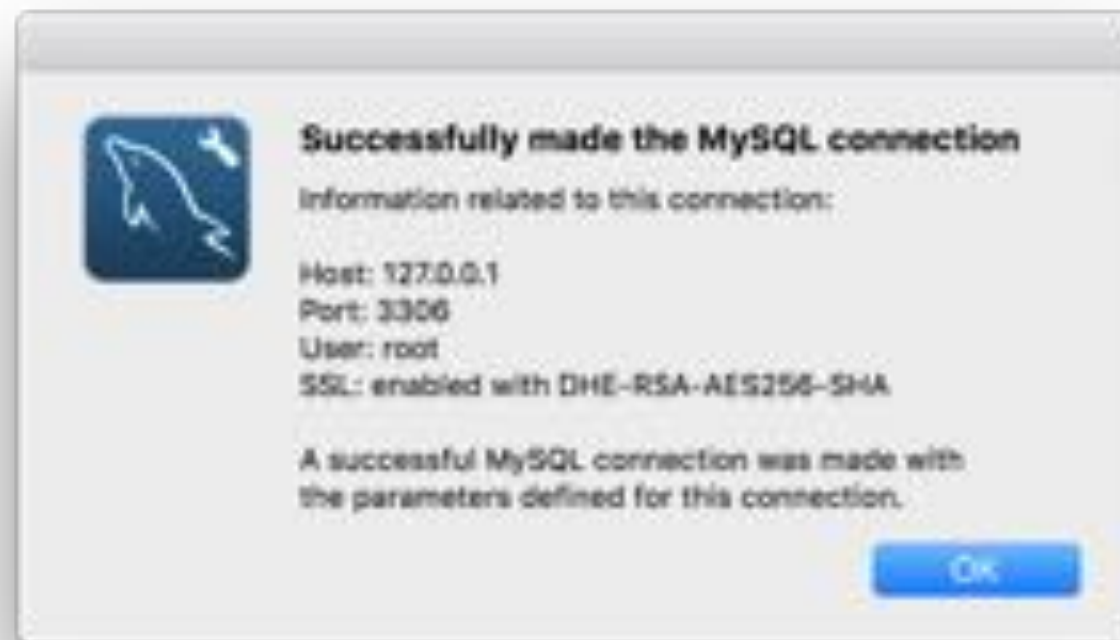 Successfully made the MySQL connection
Information related to this connection:
Host: 127.0.0.1
Port: 3306
User: root
SSL: enabled with DHE-RSA-AES256-SHA
A successful MySQL connection was made with
the parameters defined for this connection.
OK